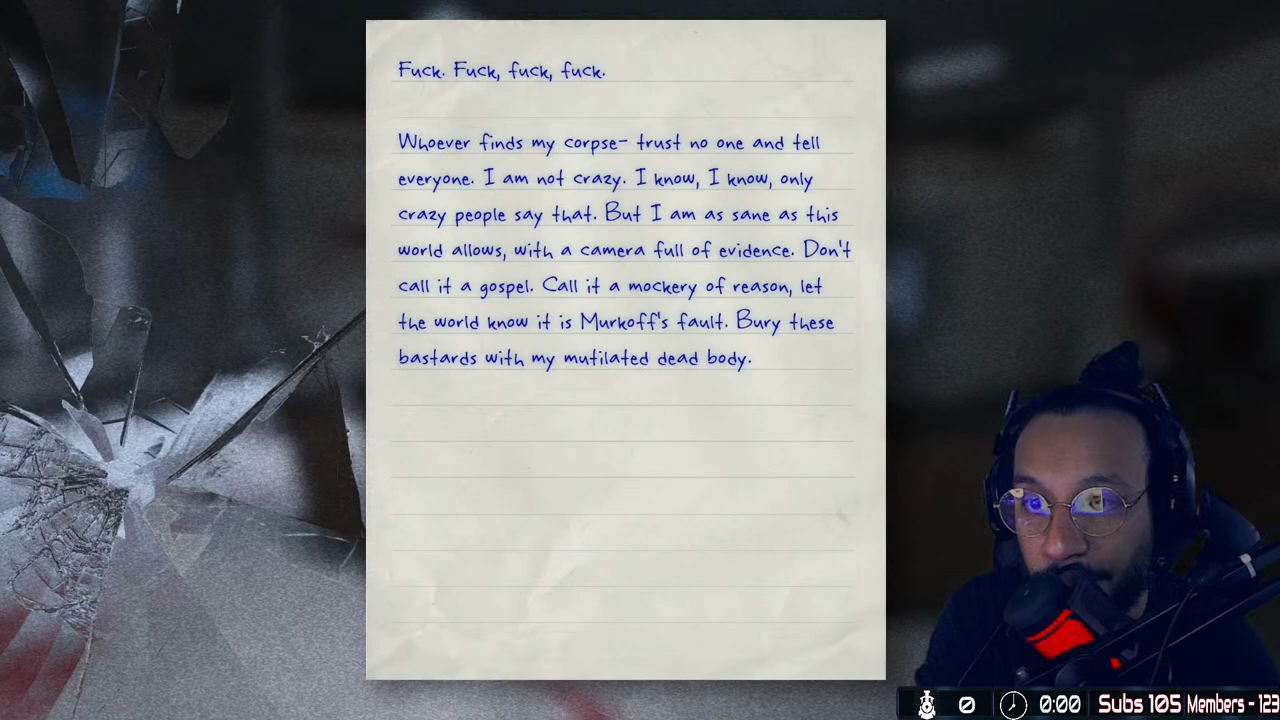 Fuck. Fuck, fuck, fuck.
Whoever finds my corpse- trust no one and tell
everyone. I am not crazy. I know, I know, only
crazy people say that. But I am as sane as this
world allows, with a camera full of evidence. Don't
call it a gospel. Call it a mockery of reason, let
the world know it is Murkoff's fault. Bury these
bastards with my mutilated dead body.
0 0:00 Subs 105 Members - 123